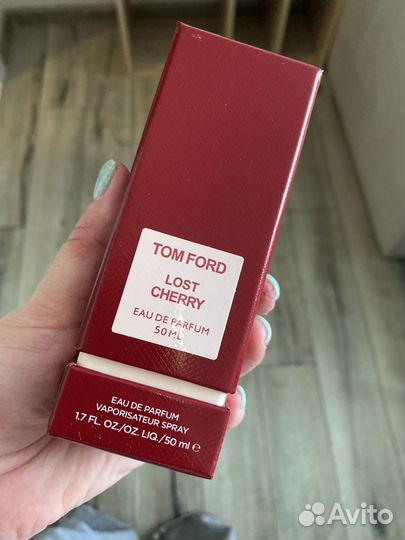 TOM FORD
LOST
CHERRY
EAU DE PARFUM
50 ML
EAU DE PARFUM
VAPORISATEUR SPRAY
1.7 FL. OZ/OZ. LIQ./50 ml ℮
Avito